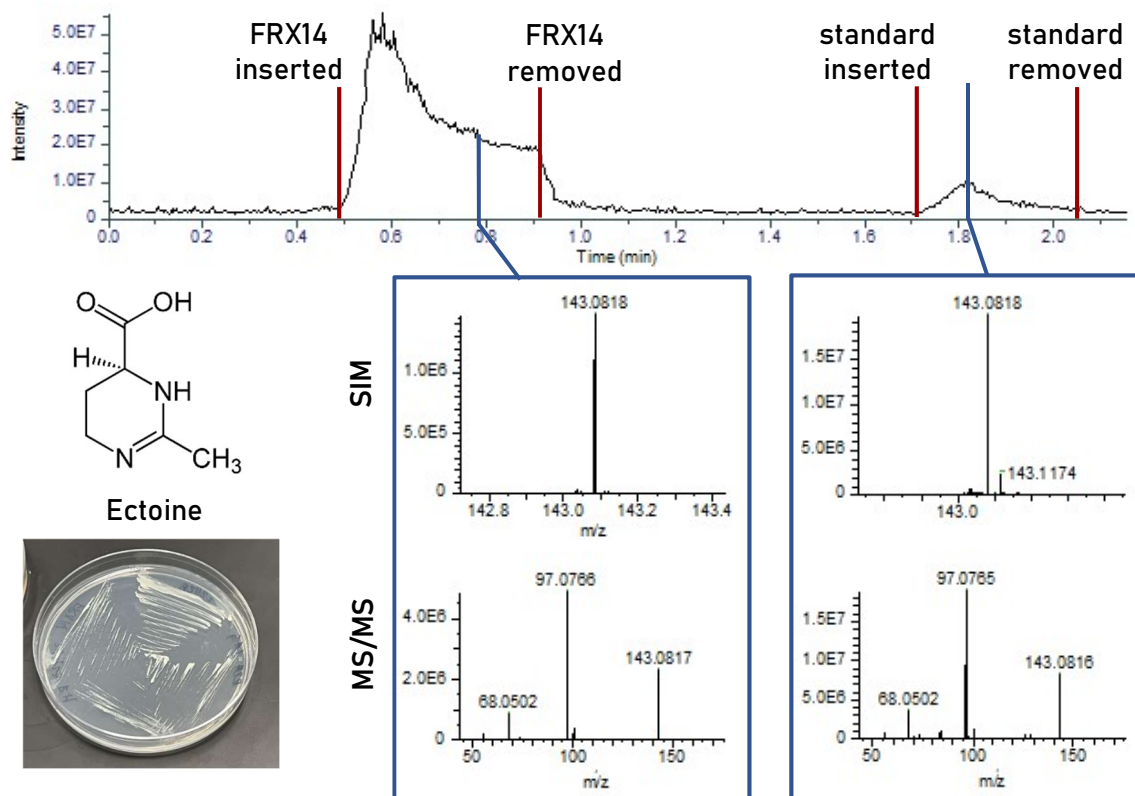 5.0E7
4.0E7
3.0E7
2.0E7
1.0E7
0
Intensity
FRX14
inserted
FRX14
removed
standard
inserted
standard
removed
0.0 0.2 0.4 0.6 0.8 1.0 1.2 1.4 1.6 1.8 2.0
Time (min)
O OH
H
NH
N CH3
Ectoine
SIM
143.0818
1.0E6
5.0E5
0
142.8 143.0 143.2 143.4
m/z
143.0818
1.5E7
1.0E7
5.0E6
0
143.1174
143.0
MS/MS
97.0766
4.0E6
2.0E6
0
143.0817
68.0502
50 100 150
m/z
97.0765
1.5E7
1.0E7
5.0E6
0
143.0816
68.0502
50 100 150
m/z